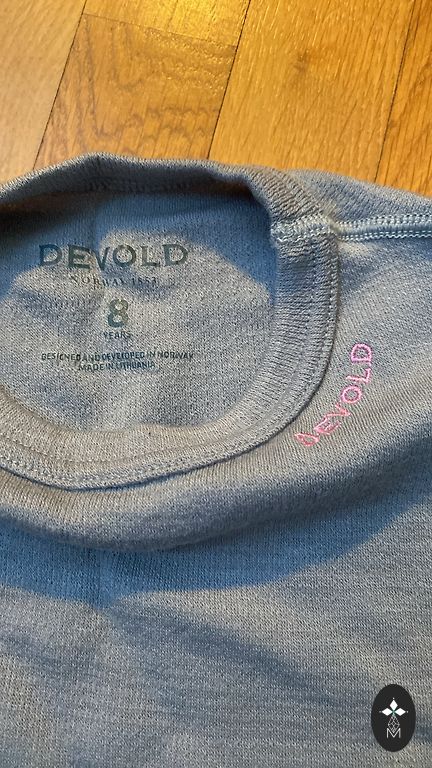 DEVOLD
NORWAY 1853
8
YEARS
DESIGNED AND DEVELOPED IN NORWAY
MADE IN LITHUANIA
DEVOLD
M